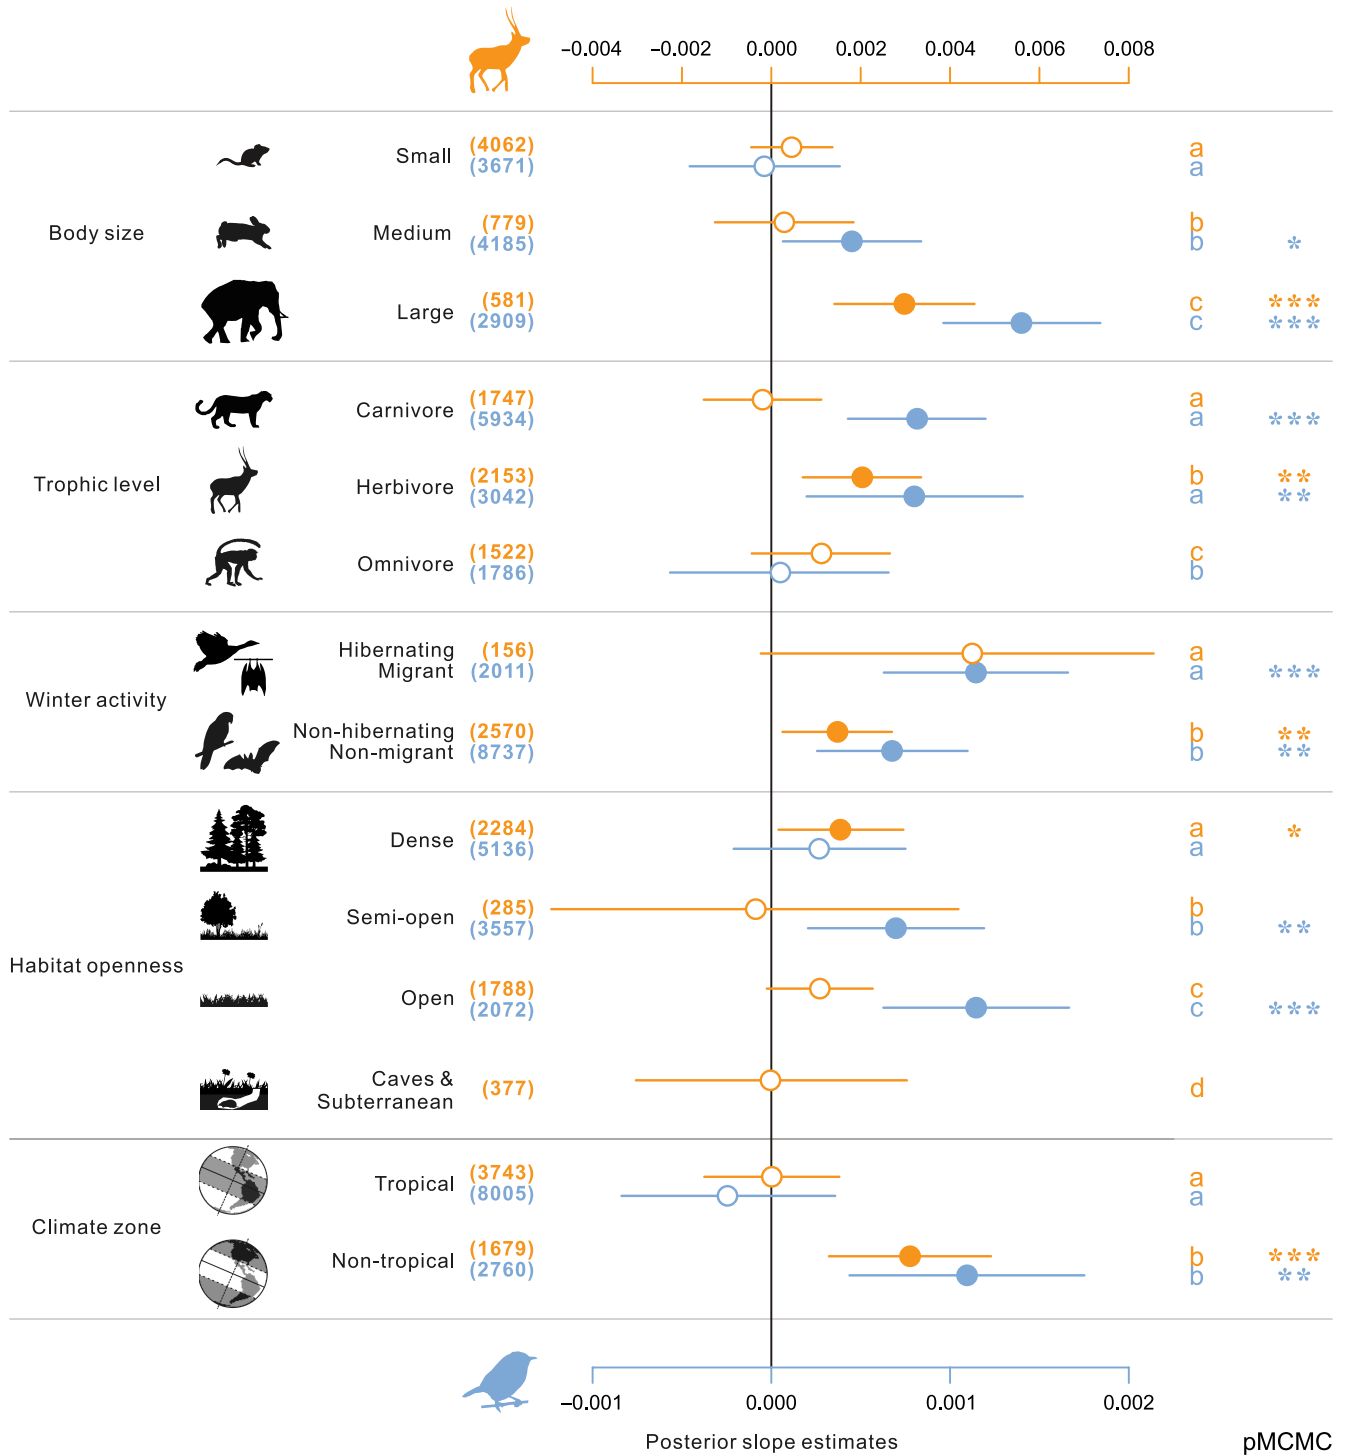 −0.004 −0.002 0.000 0.002 0.004 0.006 0.008
Small (4062) a
(3671) a
Body size Medium (779) b
(4185) b *
Large (581) c ***
(2909) c ***
Carnivore (1747) a
(5934) a ***
Trophic level Herbivore (2153) b **
(3042) a **
Omnivore (1522) c
(1786) b
Hibernating (156) a
Migrant (2011) a ***
Winter activity
Non-hibernating (2570) b **
Non-migrant (8737) b **
Dense (2284) a *
(5136) a
Semi-open (285) b
(3557) b **
Habitat openness
Open (1788) c
(2072) c ***
Caves &
Subterranean (377) d
Tropical (3743) a
(8005) a
Climate zone
Non-tropical (1679) b ***
(2760) b **
−0.001 0.000 0.001 0.002
Posterior slope estimates pMCMC